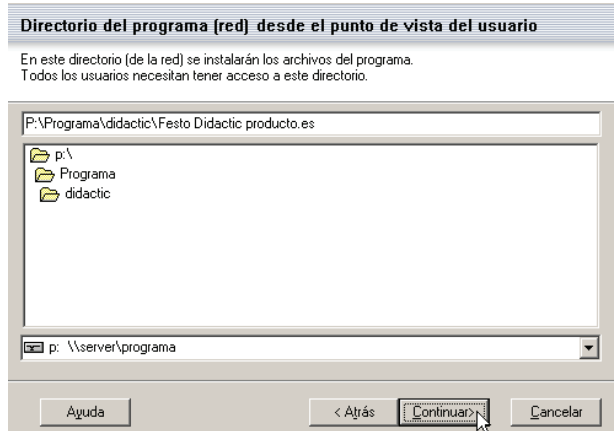 Directorio del programa (red) desde el punto de vista del usuario
En este directorio (de la red) se instalarán los archivos del programa.
Todos los usuarios necesitan tener acceso a este directorio.
P:\Programa\didactic\Festo Didactic producto.es
p:\
Programa
didactic
p: \\server\programa
Ayuda
< Atrás
Continuar>
Cancelar